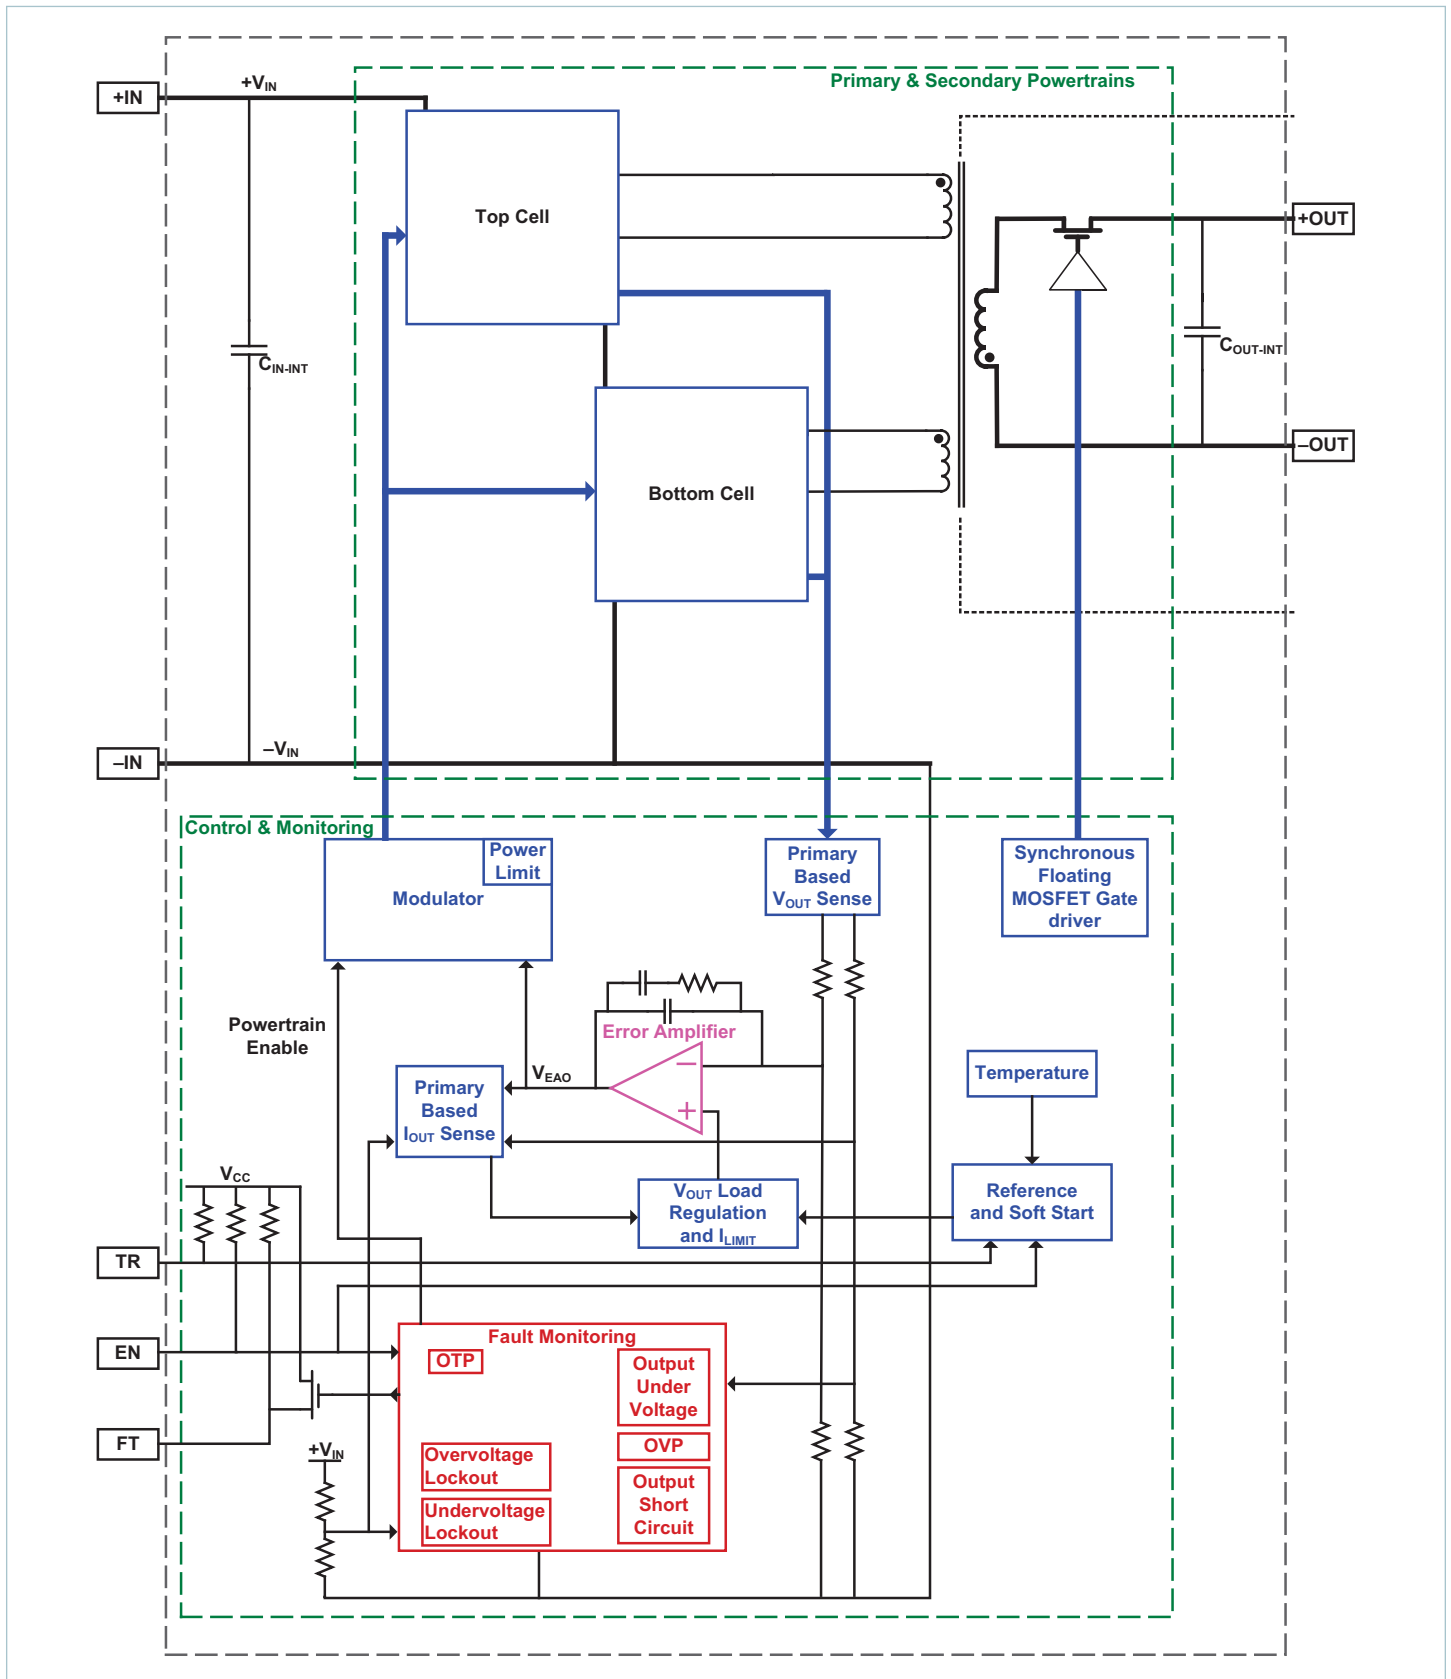 Primary & Secondary Powertrains
+IN
+VIN
Top Cell
+OUT
CIN-INT
COUT-INT
–OUT
Bottom Cell
–IN
–VIN
Control & Monitoring
Power
Limit
Modulator
Primary
Based
VOUT Sense
Synchronous
Floating
MOSFET Gate
driver
Powertrain
Enable
Error Amplifier
–
+
VEAO
Primary
Based
IOUT Sense
Temperature
VCC
VOUT Load
Regulation
and ILIMIT
Reference
and Soft Start
TR
EN
FT
Fault Monitoring
OTP
Output
Under
Voltage
+VIN
Overvoltage
Lockout
OVP
Undervoltage
Lockout
Output
Short
Circuit